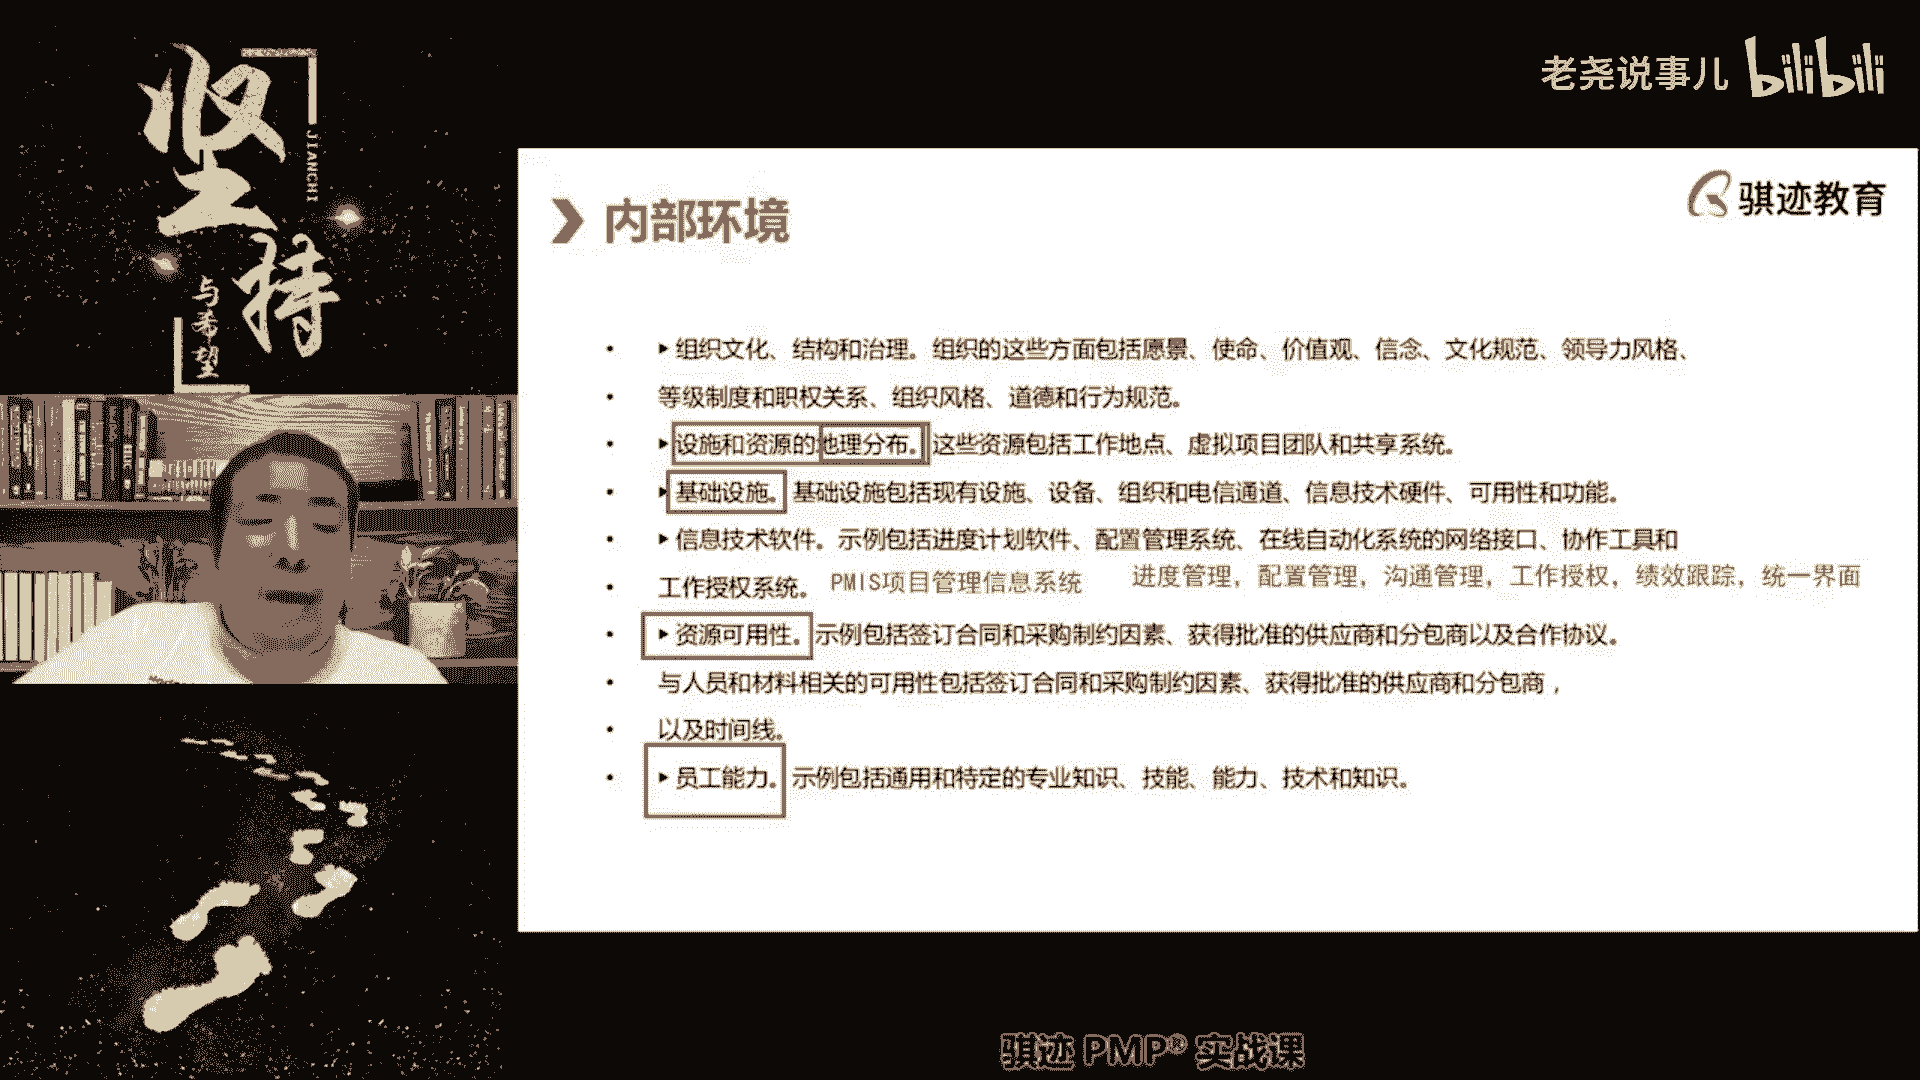 坚持
JIANCHI
与希望
老尧说事儿 bilibili
骐迹教育
内部环境
• ▸组织文化、结构和治理。组织的这些方面包括愿景、使命、价值观、信念、文化规范、领导力风格、
• 等级制度和职权关系、组织风格、道德和行为规范。
• ▸设施和资源的地理分布。这些资源包括工作地点、虚拟项目团队和共享系统。
• ▸基础设施。基础设施包括现有设施、设备、组织和电信通道、信息技术硬件、可用性和功能。
• ▸信息技术软件。示例包括进度计划软件、配置管理系统、在线自动化系统的网络接口、协作工具和
• 工作授权系统。 PMIS项目管理信息系统 进度管理，配置管理，沟通管理，工作授权，绩效跟踪，统一界面
• ▸资源可用性。示例包括签订合同和采购制约因素、获得批准的供应商和分包商以及合作协议。
• 与人员和材料相关的可用性包括签订合同和采购制约因素、获得批准的供应商和分包商，
• 以及时间线。
• ▸员工能力。示例包括通用和特定的专业知识、技能、能力、技术和知识。
骐迹 PMP® 实战课